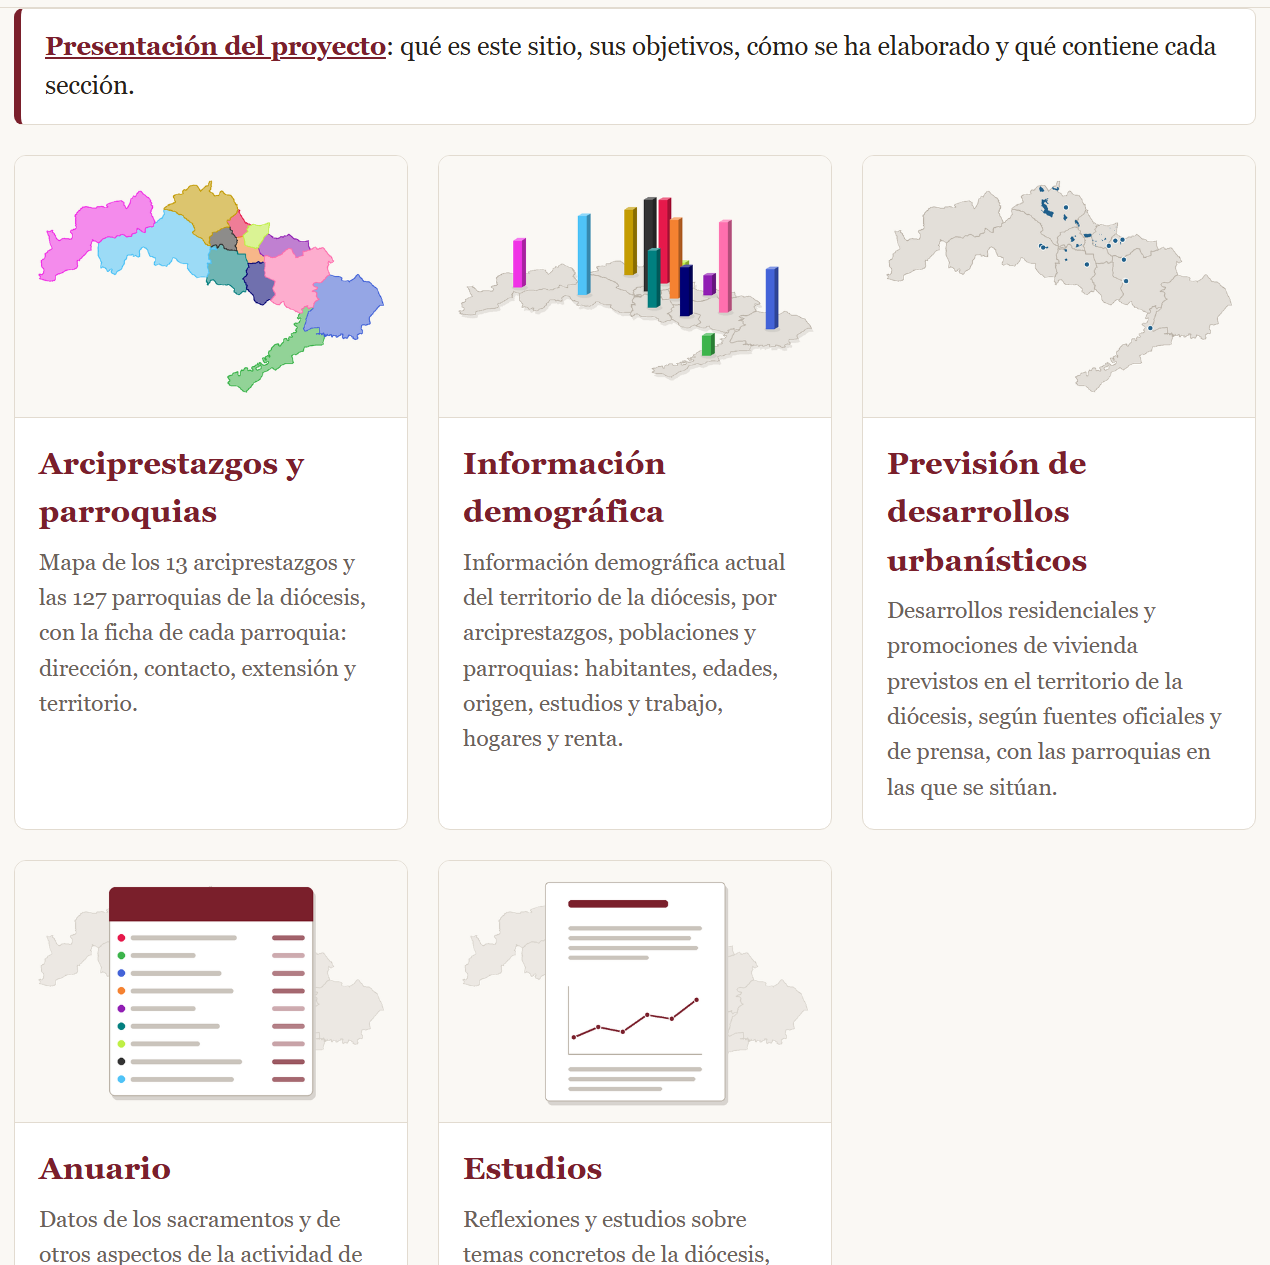 Presentación del proyecto: qué es este sitio, sus objetivos, cómo se ha elaborado y qué contiene cada
sección.
Arciprestazgos y
parroquias
Mapa de los 13 arciprestazgos y
las 127 parroquias de la diócesis,
con la ficha de cada parroquia:
dirección, contacto, extensión y
territorio.
Información
demográfica
Información demográfica actual
del territorio de la diócesis, por
arciprestazgos, poblaciones y
parroquias: habitantes, edades,
origen, estudios y trabajo,
hogares y renta.
Previsión de
desarrollos
urbanísticos
Desarrollos residenciales y
promociones de vivienda
previstos en el territorio de la
diócesis, según fuentes oficiales y
de prensa, con las parroquias en
las que se sitúan.
Anuario
Datos de los sacramentos y de
otros aspectos de la actividad de
Estudios
Reflexiones y estudios sobre
temas concretos de la diócesis,